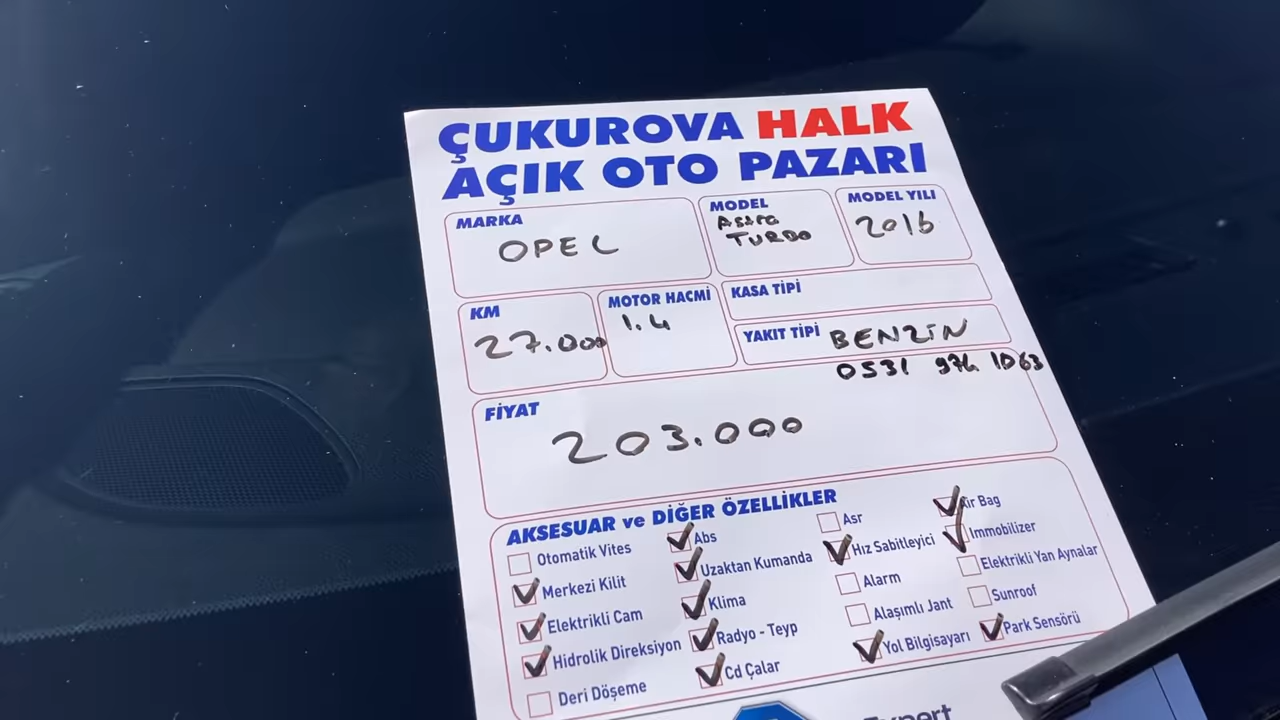 ÇUKUROVA HALK
AÇIK OTO PAZARI
MARKA
OPEL
MODEL
ASTRA
TURBO
MODEL YILI
2016
KM
27.000
MOTOR HACMİ
1.4
KASA TİPİ
YAKIT TİPİ BENZİN
0531 974 1063
FİYAT
203.000
AKSESUAR ve DİĞER ÖZELLİKLER
Otomatik Vites
Merkezi Kilit
Elektrikli Cam
Hidrolik Direksiyon
Deri Döşeme
Abs
Uzaktan Kumanda
Klima
Radyo - Teyp
Cd Çalar
Asr
Hız Sabitleyici
Alarm
Alaşımlı Jant
Yol Bilgisayarı
Air Bag
Immobilizer
Elektrikli Yan Aynalar
Sunroof
Park Sensörü
Expert